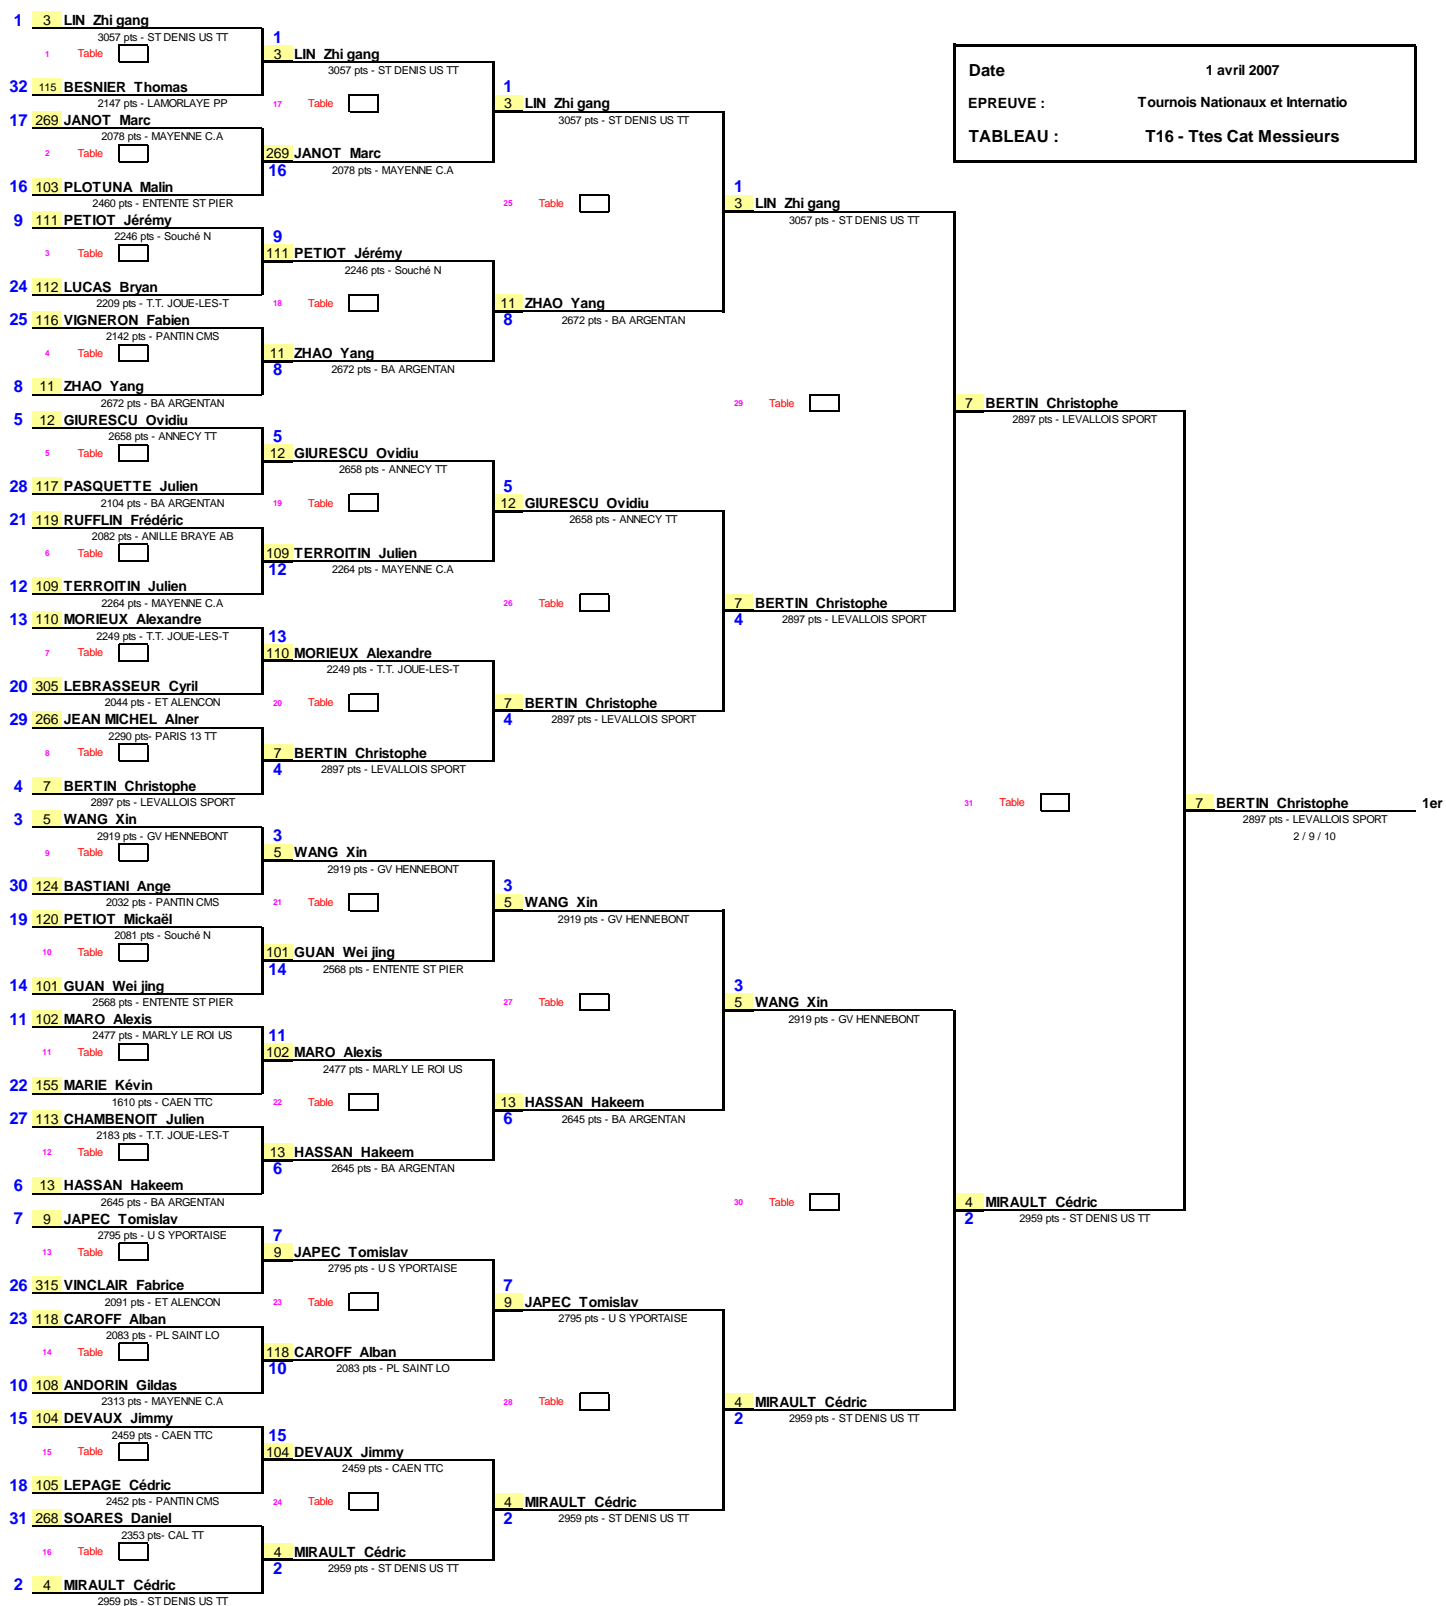 Date 1 avril 2007
EPREUVE : Tournois Nationaux et Internatio
TABLEAU : T16 - Ttes Cat Messieurs
1 3 LIN Zhi gang
3057 pts - ST DENIS US TT
1 Table
32 115 BESNIER Thomas
2147 pts - LAMORLAYE PP
17 269 JANOT Marc
2078 pts - MAYENNE C.A
2 Table
16 103 PLOTUNA Malin
2460 pts - ENTENTE ST PIER
9 111 PETIOT Jérémy
2246 pts - Souché N
3 Table
24 112 LUCAS Bryan
2209 pts - T.T. JOUE-LES-T
25 116 VIGNERON Fabien
2142 pts - PANTIN CMS
4 Table
8 11 ZHAO Yang
2672 pts - BA ARGENTAN
5 12 GIURESCU Ovidiu
2658 pts - ANNECY TT
5 Table
28 117 PASQUETTE Julien
2104 pts - BA ARGENTAN
21 119 RUFFLIN Frédéric
2082 pts - ANILLE BRAYE AB
6 Table
12 109 TERROITIN Julien
2264 pts - MAYENNE C.A
13 110 MORIEUX Alexandre
2249 pts - T.T. JOUE-LES-T
7 Table
20 305 LEBRASSEUR Cyril
2044 pts - ET ALENCON
29 266 JEAN MICHEL Alner
2290 pts- PARIS 13 TT
8 Table
4 7 BERTIN Christophe
2897 pts - LEVALLOIS SPORT
3 5 WANG Xin
2919 pts - GV HENNEBONT
9 Table
30 124 BASTIANI Ange
2032 pts - PANTIN CMS
19 120 PETIOT Mickaël
2081 pts - Souché N
10 Table
14 101 GUAN Wei jing
2568 pts - ENTENTE ST PIER
11 102 MARO Alexis
2477 pts - MARLY LE ROI US
11 Table
22 155 MARIE Kévin
1610 pts - CAEN TTC
27 113 CHAMBENOIT Julien
2183 pts - T.T. JOUE-LES-T
12 Table
6 13 HASSAN Hakeem
2645 pts - BA ARGENTAN
7 9 JAPEC Tomislav
2795 pts - U S YPORTAISE
13 Table
26 315 VINCLAIR Fabrice
2091 pts - ET ALENCON
23 118 CAROFF Alban
2083 pts - PL SAINT LO
14 Table
10 108 ANDORIN Gildas
2313 pts - MAYENNE C.A
15 104 DEVAUX Jimmy
2459 pts - CAEN TTC
15 Table
18 105 LEPAGE Cédric
2452 pts - PANTIN CMS
31 268 SOARES Daniel
2353 pts- CAL TT
16 Table
2 4 MIRAULT Cédric
2959 pts - ST DENIS US TT
1
3 LIN Zhi gang
3057 pts - ST DENIS US TT
17 Table
269 JANOT Marc
16 2078 pts - MAYENNE C.A
9
111 PETIOT Jérémy
2246 pts - Souché N
18 Table
11 ZHAO Yang
8 2672 pts - BA ARGENTAN
5
12 GIURESCU Ovidiu
2658 pts - ANNECY TT
19 Table
109 TERROITIN Julien
12 2264 pts - MAYENNE C.A
13
110 MORIEUX Alexandre
2249 pts - T.T. JOUE-LES-T
20 Table
7 BERTIN Christophe
4 2897 pts - LEVALLOIS SPORT
3
5 WANG Xin
2919 pts - GV HENNEBONT
21 Table
101 GUAN Wei jing
14 2568 pts - ENTENTE ST PIER
11
102 MARO Alexis
2477 pts - MARLY LE ROI US
22 Table
13 HASSAN Hakeem
6 2645 pts - BA ARGENTAN
7
9 JAPEC Tomislav
2795 pts - U S YPORTAISE
23 Table
118 CAROFF Alban
10 2083 pts - PL SAINT LO
15
104 DEVAUX Jimmy
2459 pts - CAEN TTC
24 Table
4 MIRAULT Cédric
2 2959 pts - ST DENIS US TT
1
3 LIN Zhi gang
3057 pts - ST DENIS US TT
25 Table
11 ZHAO Yang
8 2672 pts - BA ARGENTAN
5
12 GIURESCU Ovidiu
2658 pts - ANNECY TT
26 Table
7 BERTIN Christophe
4 2897 pts - LEVALLOIS SPORT
3
5 WANG Xin
2919 pts - GV HENNEBONT
27 Table
13 HASSAN Hakeem
6 2645 pts - BA ARGENTAN
7
9 JAPEC Tomislav
2795 pts - U S YPORTAISE
28 Table
4 MIRAULT Cédric
2 2959 pts - ST DENIS US TT
1
3 LIN Zhi gang
3057 pts - ST DENIS US TT
29 Table
7 BERTIN Christophe
4 2897 pts - LEVALLOIS SPORT
3
5 WANG Xin
2919 pts - GV HENNEBONT
30 Table
4 MIRAULT Cédric
2 2959 pts - ST DENIS US TT
7 BERTIN Christophe
2897 pts - LEVALLOIS SPORT
31 Table
4 MIRAULT Cédric
2 2959 pts - ST DENIS US TT
7 BERTIN Christophe 1er
2897 pts - LEVALLOIS SPORT
2 / 9 / 10